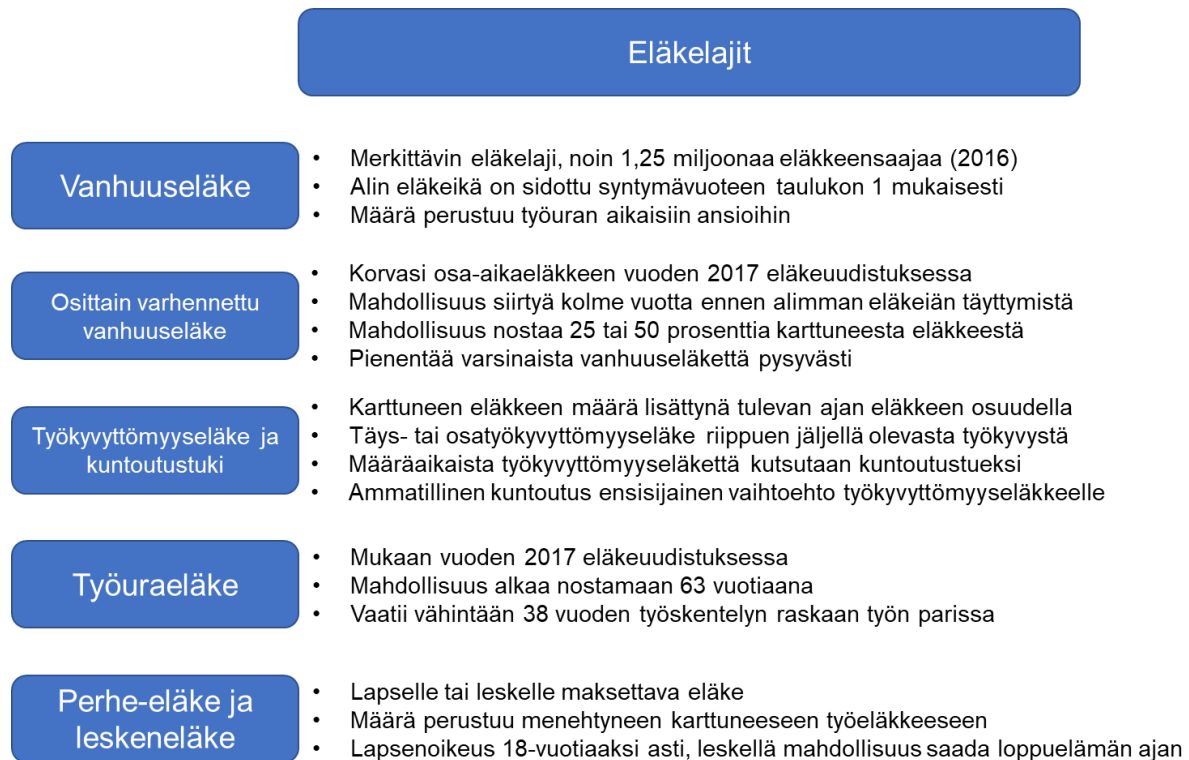 Eläkelajit
Vanhuuseläke
• Merkittävin eläkelaji, noin 1,25 miljoonaa eläkkeensaajaa (2016)
• Alin eläkeikä on sidottu syntymävuoteen taulukon 1 mukaisesti
• Määrä perustuu työuran aikaisiin ansioihin
Osittain varhennettu
vanhuuseläke
• Korvasi osa-aikaeläkkeen vuoden 2017 eläkeuudistuksessa
• Mahdollisuus siirtyä kolme vuotta ennen alimman eläkeiän täyttymistä
• Mahdollisuus nostaa 25 tai 50 prosenttia karttuneesta eläkkeestä
• Pienentää varsinaista vanhuuseläkettä pysyvästi
Työkyvyttömyyseläke ja
kuntoutustuki
• Karttuneen eläkkeen määrä lisättynä tulevan ajan eläkkeen osuudella
• Täys- tai osatyökyvyttömyyseläke riippuen jäljellä olevasta työkyvystä
• Määräaikaista työkyvyttömyyseläkettä kutsutaan kuntoutustueksi
• Ammatillinen kuntoutus ensisijainen vaihtoehto työkyvyttömyyseläkkeelle
Työuraeläke
• Mukaan vuoden 2017 eläkeuudistuksessa
• Mahdollisuus alkaa nostamaan 63 vuotiaana
• Vaatii vähintään 38 vuoden työskentelyn raskaan työn parissa
Perhe-eläke ja
leskeneläke
• Lapselle tai leskelle maksettava eläke
• Määrä perustuu menehtyneen karttuneeseen työeläkkeeseen
• Lapsenoikeus 18-vuotiaaksi asti, leskellä mahdollisuus saada loppuelämän ajan